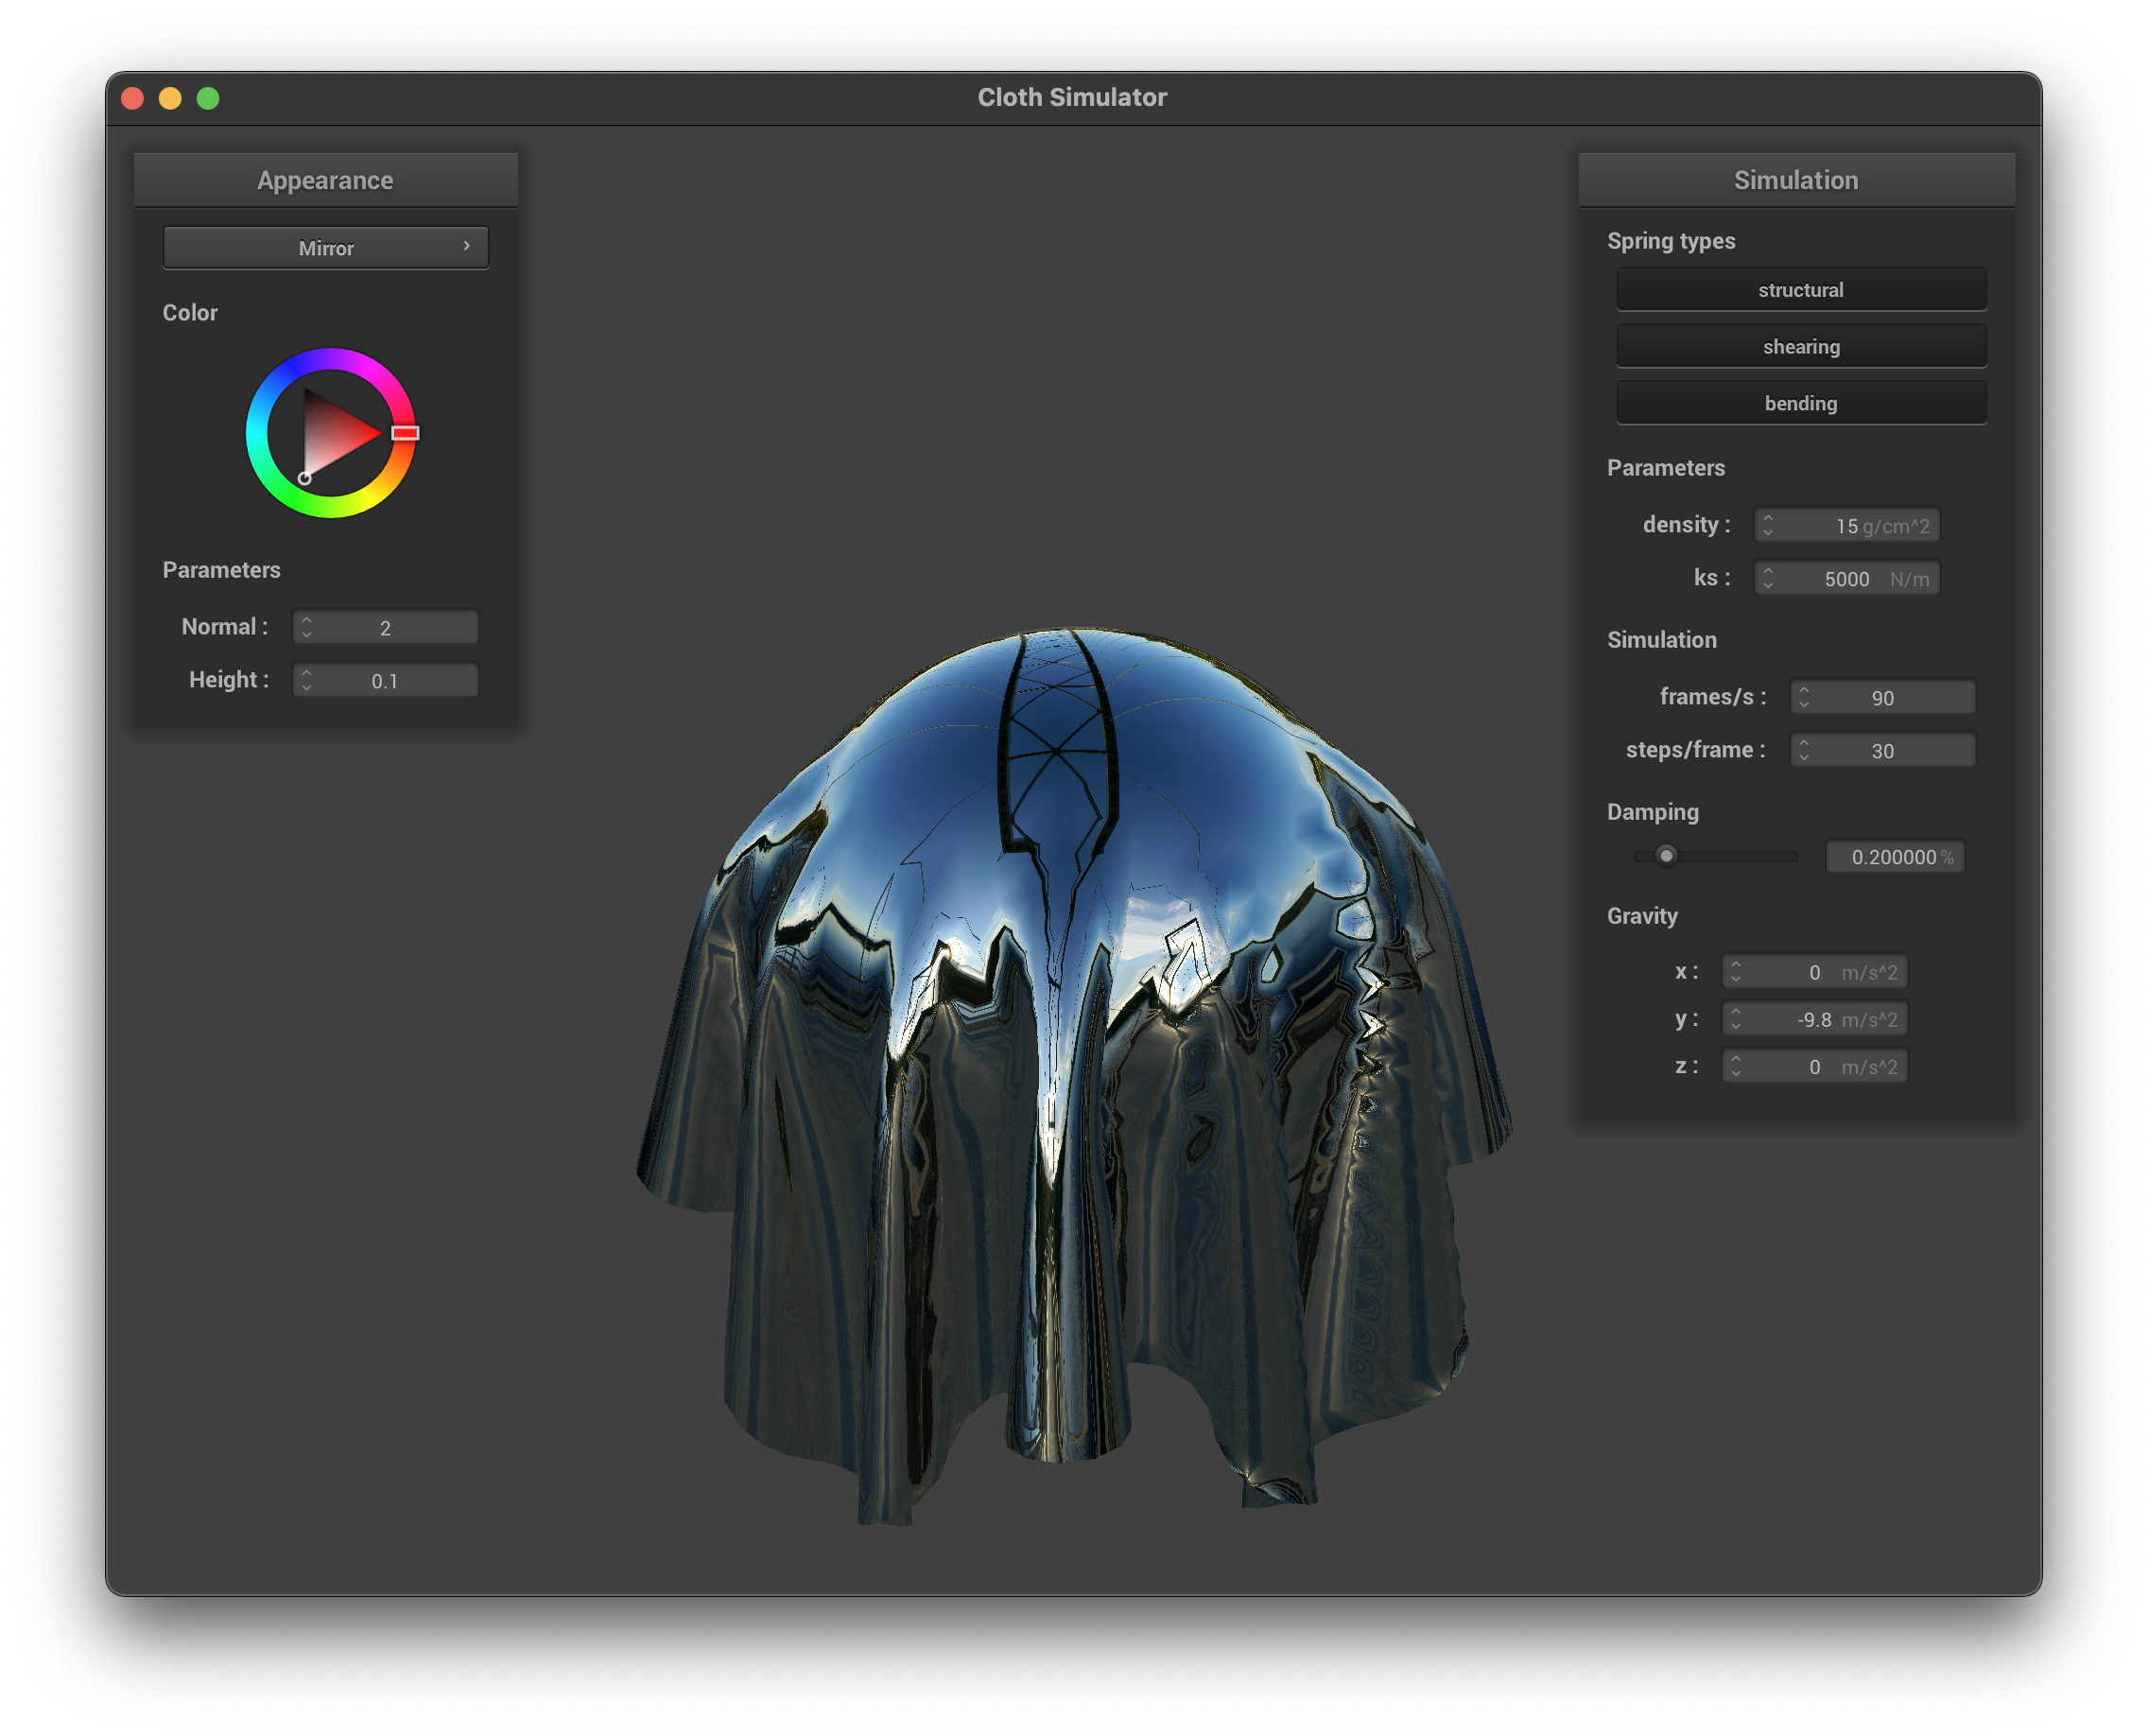 Cloth Simulator
Appearance
Mirror
Color
Parameters
Normal : 2
Height : 0.1
Simulation
Spring types
structural
shearing
bending
Parameters
density : 15 g/cm^2
ks : 5000 N/m
Simulation
frames/s : 90
steps/frame : 30
Damping
0.200000 %
Gravity
x : 0 m/s^2
y : -9.8 m/s^2
z : 0 m/s^2